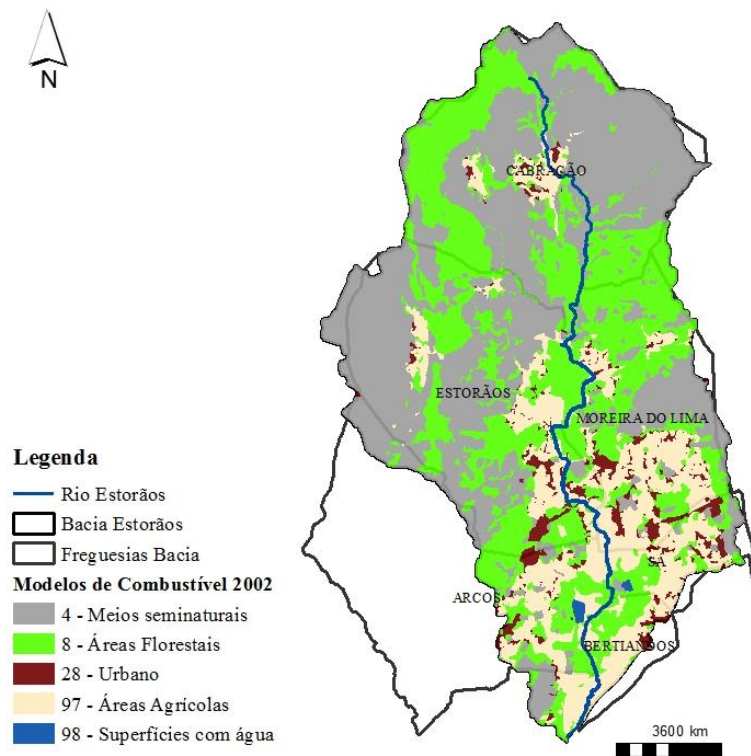 N
CABRAÇÃO
ESTORÃOS
MOREIRA DO LIMA
SA
ARCOS
BERTIANDOS
Legenda
Rio Estorãos
Bacia Estorãos
Freguesias Bacia
Modelos de Combustível 2002
4 - Meios seminaturais
8 - Áreas Florestais
28 - Urbano
97 - Áreas Agrícolas
98 - Superfícies com água
3600 km